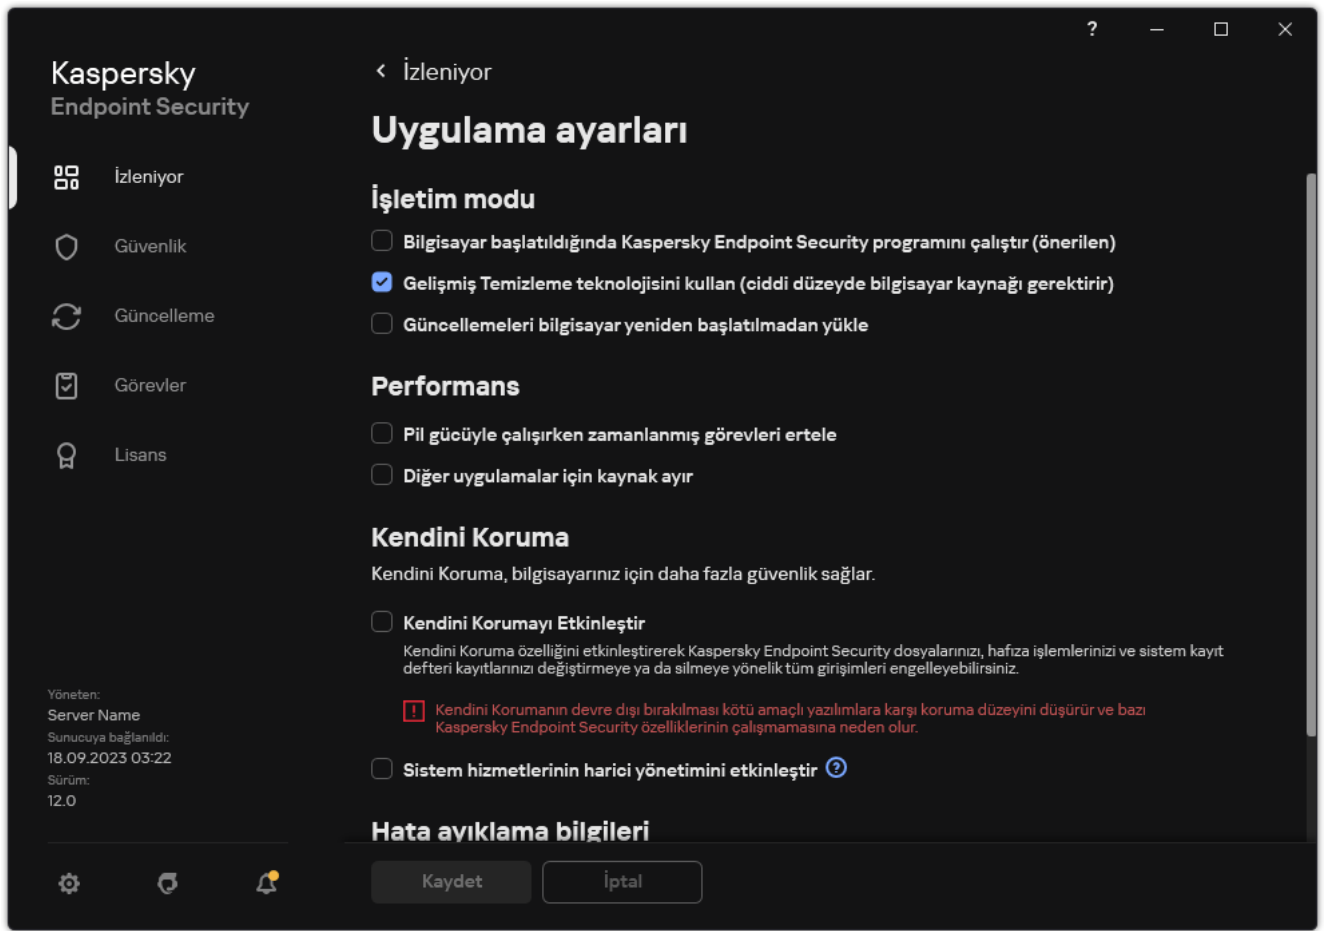 ?
Kaspersky
Endpoint Security
İzleniyor
Güvenlik
Güncelleme
Görevler
Lisans
Yöneten:
Server Name
Sunucuya bağlanıldı:
18.09.2023 03:22
Sürüm:
12.0
İzleniyor
Uygulama ayarları
İşletim modu
Bilgisayar başlatıldığında Kaspersky Endpoint Security programını çalıştır (önerilen)
Gelişmiş Temizleme teknolojisini kullan (ciddi düzeyde bilgisayar kaynağı gerektirir)
Güncellemeleri bilgisayar yeniden başlatılmadan yükle
Performans
Pil gücüyle çalışırken zamanlanmış görevleri ertele
Diğer uygulamalar için kaynak ayır
Kendini Koruma
Kendini Koruma, bilgisayarınız için daha fazla güvenlik sağlar.
Kendini Korumayı Etkinleştir
Kendini Koruma özelliğini etkinleştirerek Kaspersky Endpoint Security dosyalarınızı, hafıza işlemlerinizi ve sistem kayıt
defteri kayıtlarınızı değiştirmeye ya da silmeye yönelik tüm girişimleri engelleyebilirsiniz.
Kendini Korumanın devre dışı bırakılması kötü amaçlı yazılımlara karşı koruma düzeyini düşürür ve bazı
Kaspersky Endpoint Security özelliklerinin çalışmamasına neden olur.
Sistem hizmetlerinin harici yönetimini etkinleştir ?
Hata ayıklama bilgileri
Kaydet
İptal